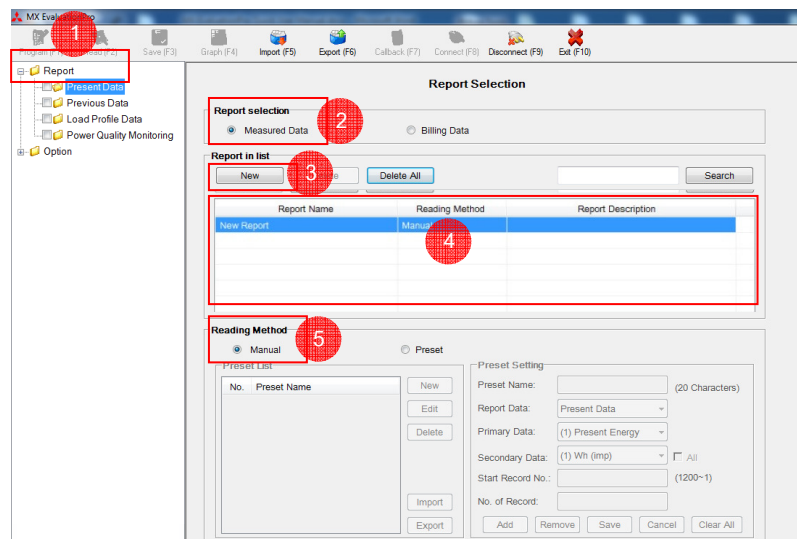 MX Evaluation Pro
1
Save (F3) Graph (F4) Import (F5) Export (F6) Callback (F7) Connect (F8) Disconnect (F9) Exit (F10)
Report
Present Data
Previous Data
Load Profile Data
Power Quality Monitoring
Option
Report Selection
Report selection
Measured Data Billing Data
2
Report in list
New Delete All Search
3
Report Name Reading Method Report Description
New Report Manual
4
Reading Method
Manual Preset
5
Preset List
No. Preset Name
New
Edit
Delete
Import
Export
Preset Setting
Preset Name: (20 Characters)
Report Data: Present Data
Primary Data: (1) Present Energy
Secondary Data: (1) Wh (imp) All
Start Record No.: (1200~1)
No. of Record:
Add Remove Save Cancel Clear All